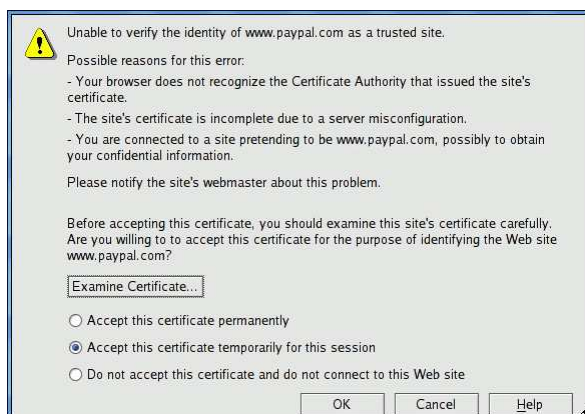 Unable to verify the identity of www.paypal.com as a trusted site.
Possible reasons for this error:
- Your browser does not recognize the Certificate Authority that issued the site's
certificate.
- The site's certificate is incomplete due to a server misconfiguration.
- You are connected to a site pretending to be www.paypal.com, possibly to obtain
your confidential information.
Please notify the site's webmaster about this problem.
Before accepting this certificate, you should examine this site's certificate carefully.
Are you willing to to accept this certificate for the purpose of identifying the Web site
www.paypal.com?
Examine Certificate...
Accept this certificate permanently
Accept this certificate temporarily for this session
Do not accept this certificate and do not connect to this Web site
OK Cancel Help